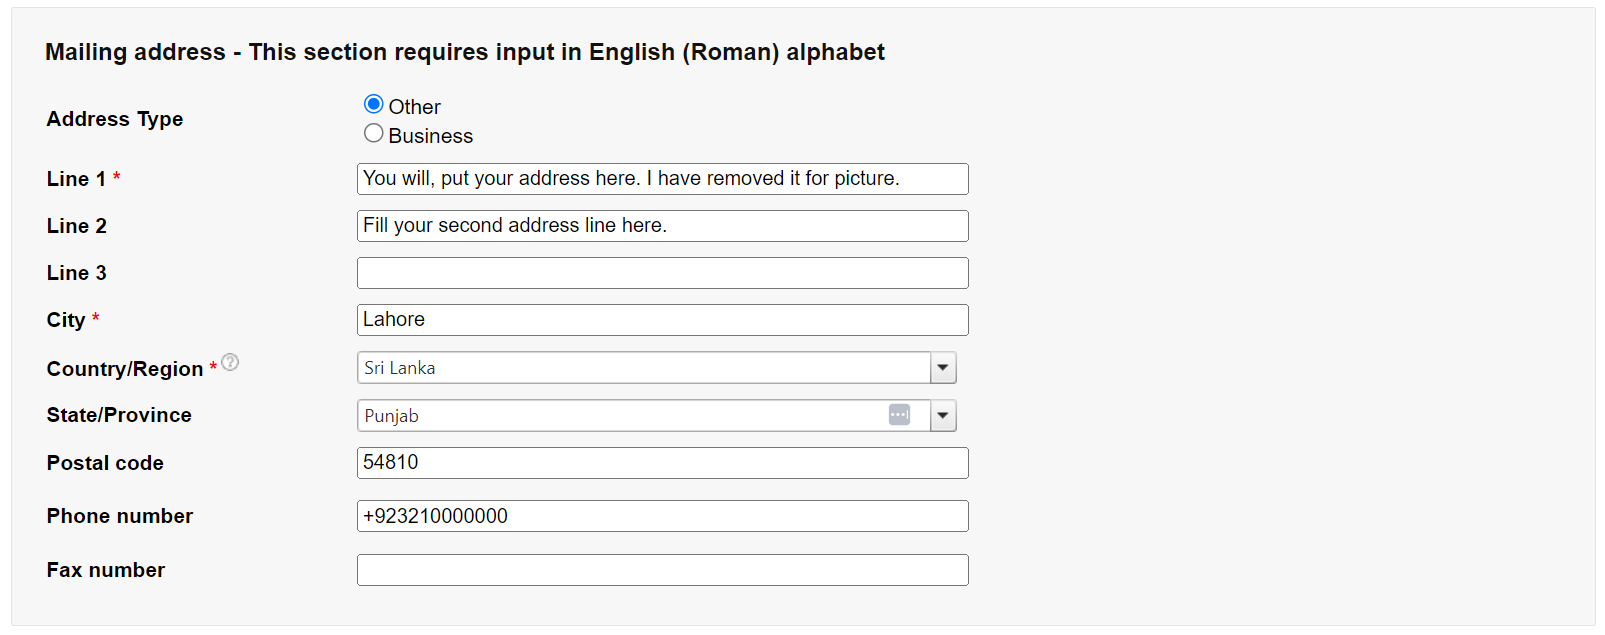 Mailing address - This section requires input in English (Roman) alphabet
Address Type
Other
Business
Line 1 *
You will, put your address here. I have removed it for picture.
Line 2
Fill your second address line here.
Line 3
City *
Lahore
Country/Region * ?
Sri Lanka
State/Province
Punjab
Postal code
54810
Phone number
+923210000000
Fax number